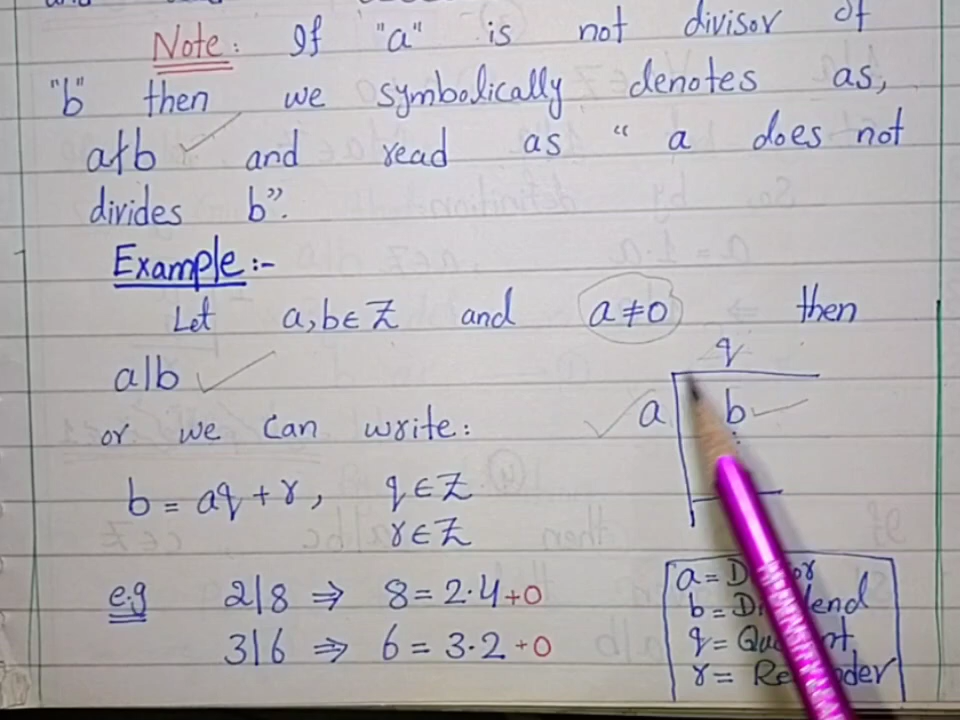 Note: If "a" is not divisor of
"b" then we symbolically denotes as,
a∤b and read as “ a does not
divides b”.
Example:-
Let a, b ∈ Z and a ≠ 0 then
a|b
q
a b
or we can write:
b = aq + r, q ∈ Z
r ∈ Z
e.g 2|8 ⇒ 8 = 2·4 + 0
3|6 ⇒ 6 = 3·2 + 0
a =
b =
q =
r =